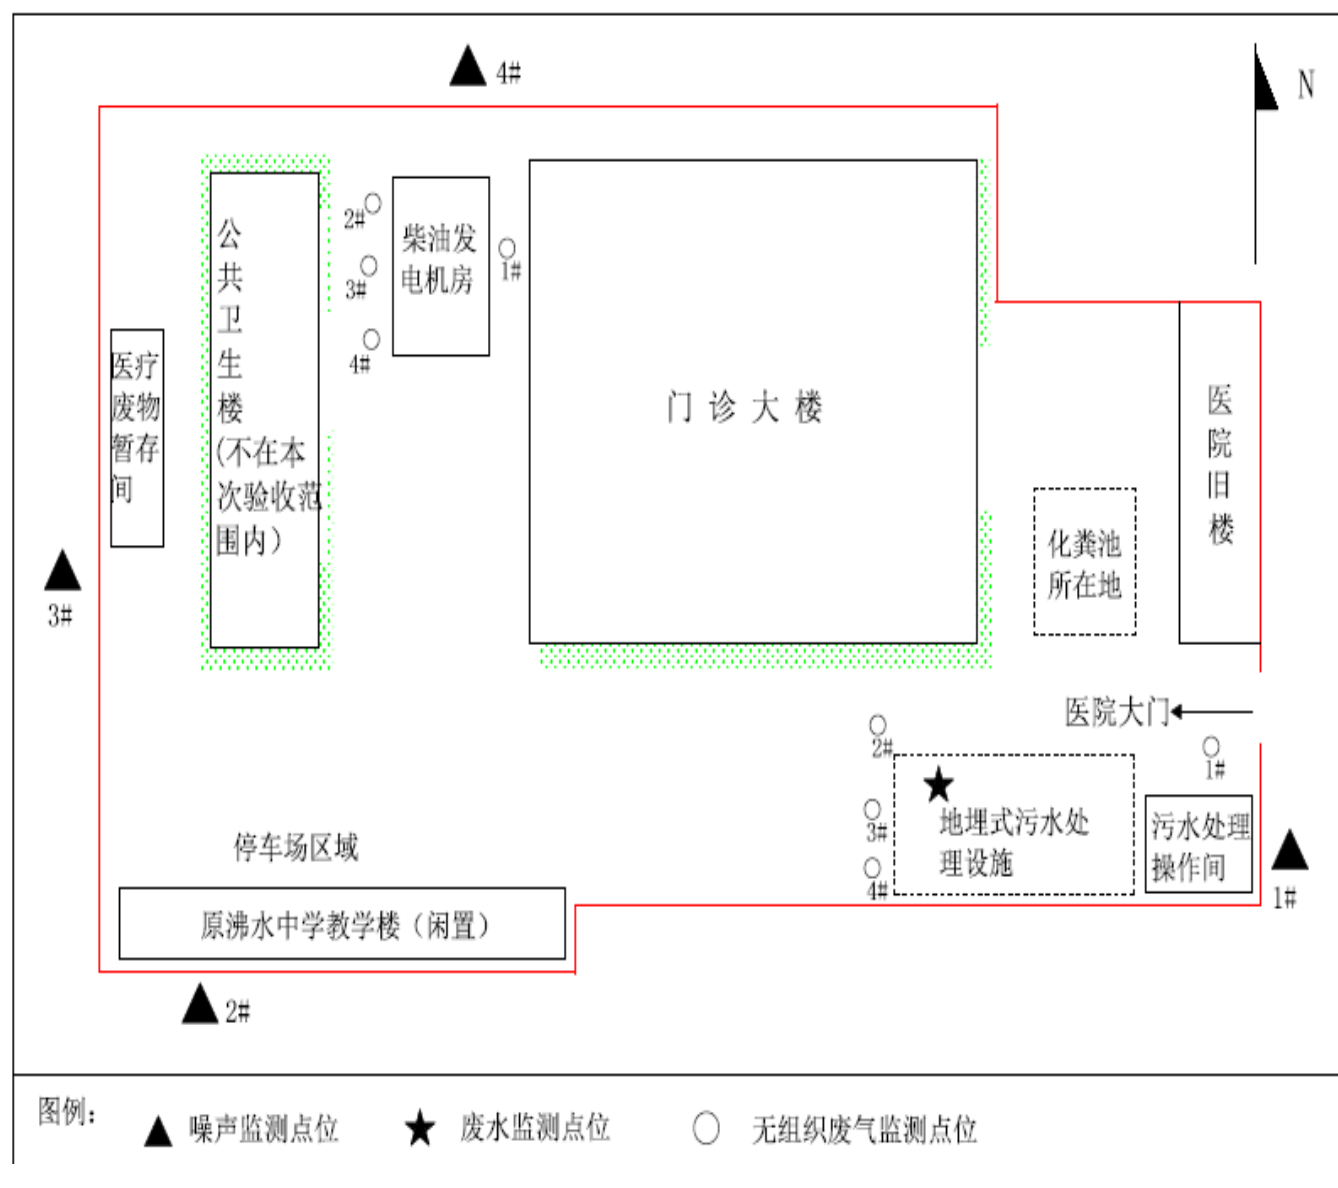 4#
N
公
共
卫
生
楼
(不在本
次验收范
围内）
2#
3#
4#
柴油发
电机房
1#
门诊大楼
医疗
废物
暂存
间
医
院
旧
楼
化粪池
所在地
3#
医院大门
2#
3#
4#
地埋式污水处
理设施
1#
污水处理
操作间
1#
停车场区域
原沸水中学教学楼（闲置）
2#
图例：
噪声监测点位
废水监测点位
无组织废气监测点位